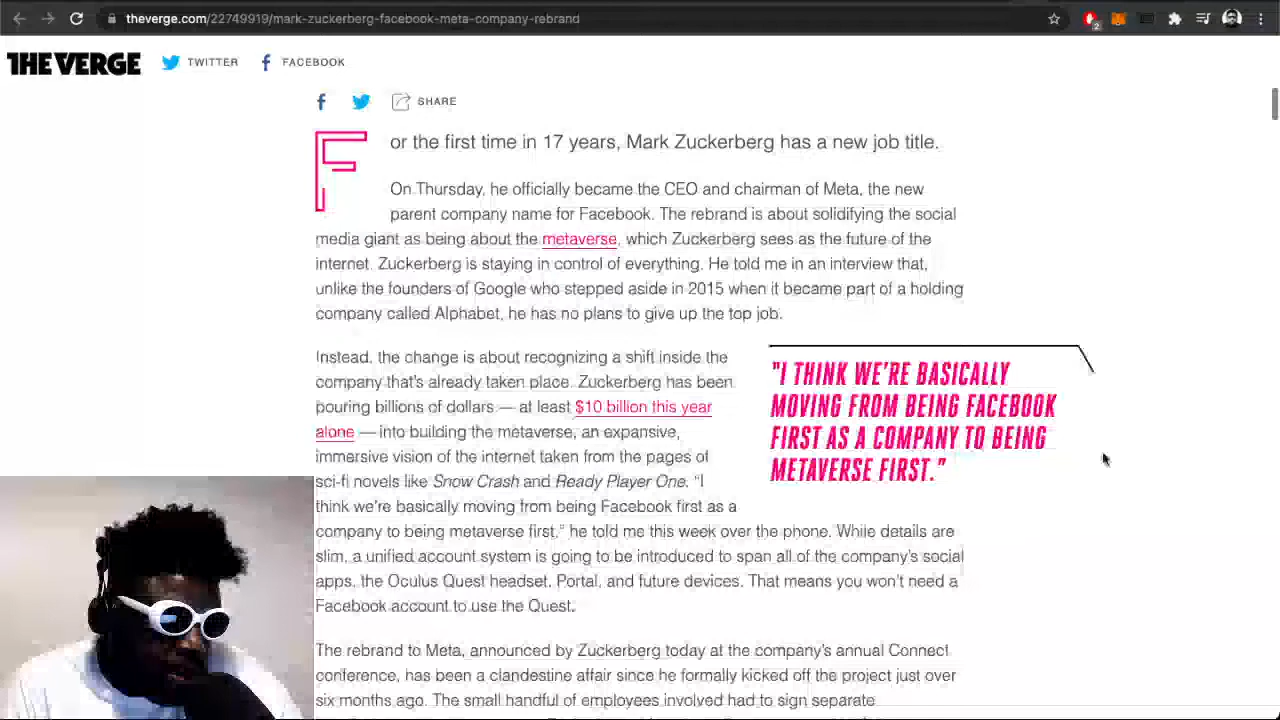 theverge.com/22749919/mark-zuckerberg-facebook-meta-company-rebrand
2
THE VERGE
TWITTER
FACEBOOK
SHARE
For the first time in 17 years, Mark Zuckerberg has a new job title.
On Thursday, he officially became the CEO and chairman of Meta, the new
parent company name for Facebook. The rebrand is about solidifying the social
media giant as being about the metaverse, which Zuckerberg sees as the future of the
internet. Zuckerberg is staying in control of everything. He told me in an interview that,
unlike the founders of Google who stepped aside in 2015 when it became part of a holding
company called Alphabet, he has no plans to give up the top job.
Instead, the change is about recognizing a shift inside the
company that's already taken place. Zuckerberg has been
pouring billions of dollars — at least $10 billion this year
alone — into building the metaverse, an expansive,
immersive vision of the internet taken from the pages of
sci-fi novels like Snow Crash and Ready Player One. "I
think we're basically moving from being Facebook first as a
company to being metaverse first," he told me this week over the phone. While details are
slim, a unified account system is going to be introduced to span all of the company's social
apps, the Oculus Quest headset, Portal, and future devices. That means you won't need a
Facebook account to use the Quest.
"I THINK WE'RE BASICALLY
MOVING FROM BEING FACEBOOK
FIRST AS A COMPANY TO BEING
METAVERSE FIRST."
The rebrand to Meta, announced by Zuckerberg today at the company's annual Connect
conference, has been a clandestine affair since he formally kicked off the project just over
six months ago. The small handful of employees involved had to sign separate